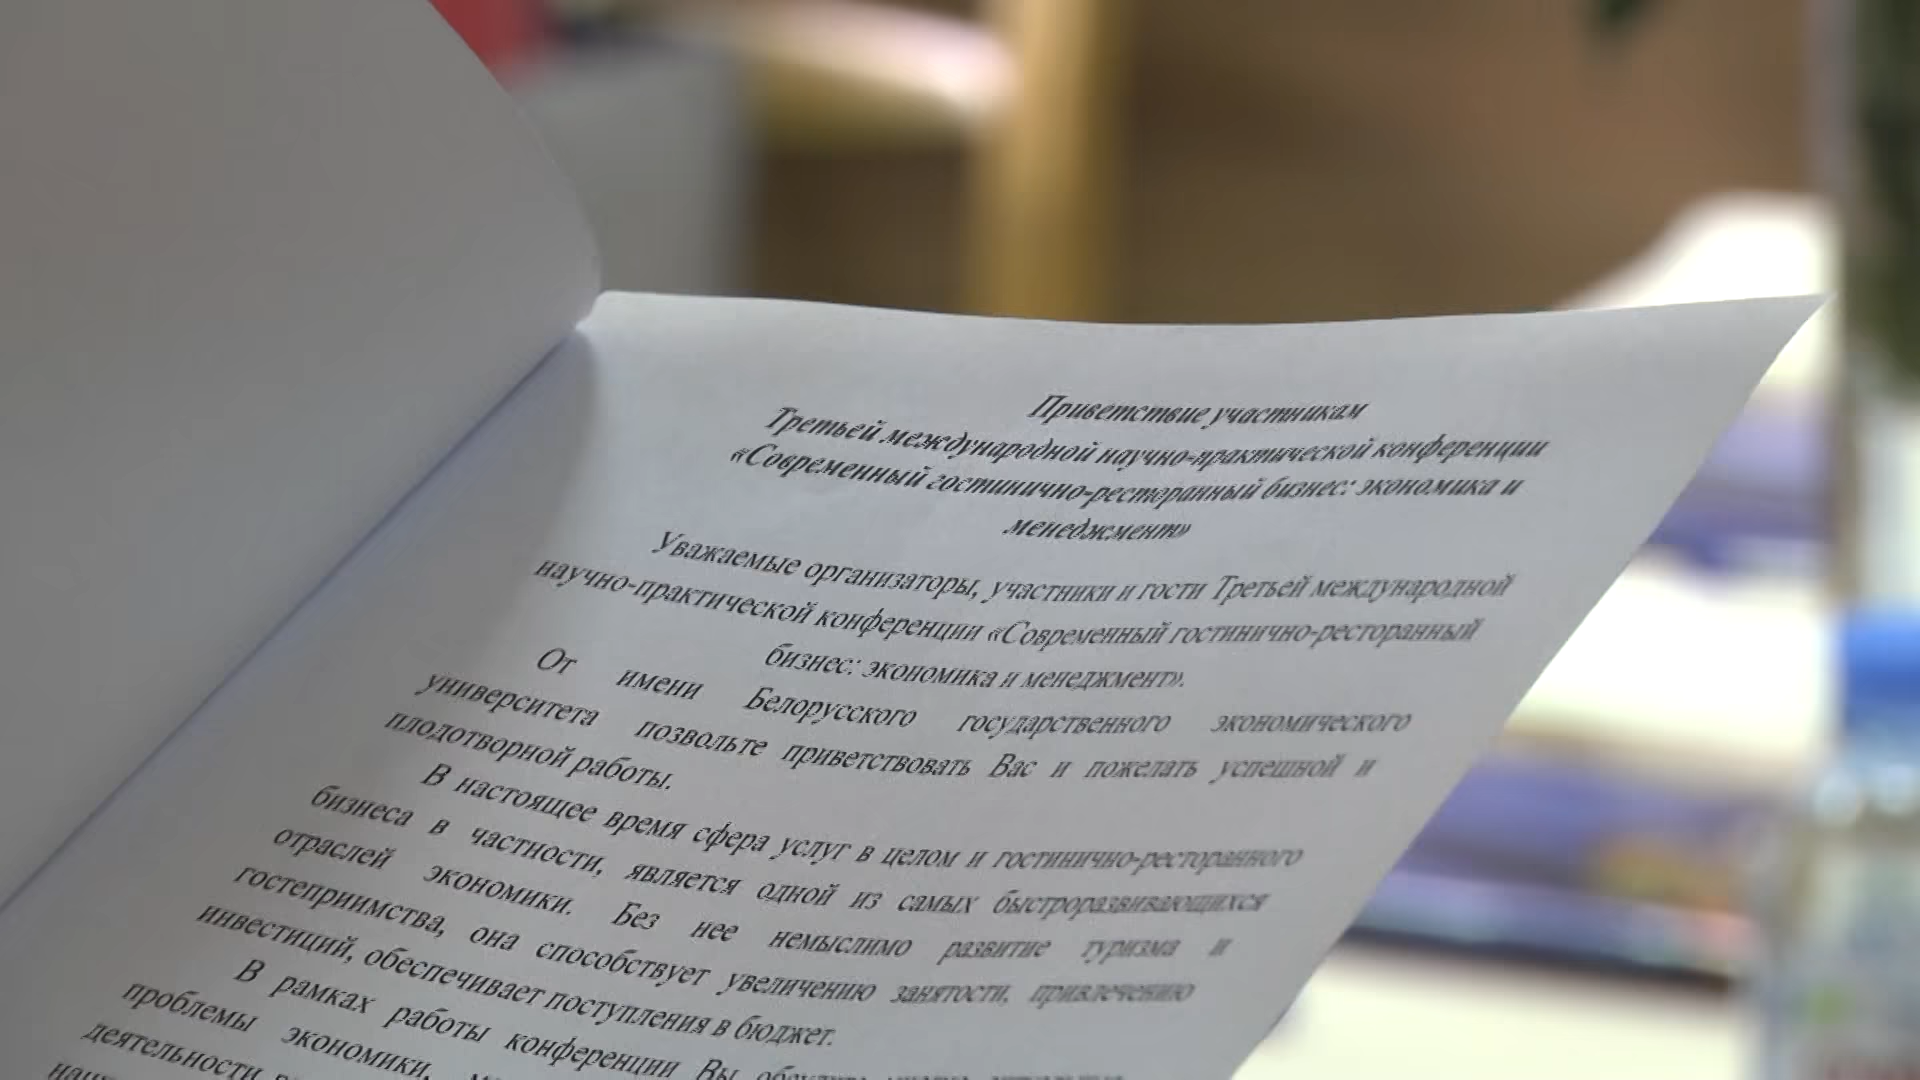 Приветствие участникам
Третьей международной научно-практической конференции
«Современный гостинично-ресторанный бизнес: экономика и
менеджмент»
Уважаемые организаторы, участники и гости Третьей международной
научно-практической конференции «Современный гостинично-ресторанный
бизнес: экономика и менеджмент».
От имени Белорусского государственного экономического
университета позвольте приветствовать Вас и пожелать успешной и
плодотворной работы.
В настоящее время сфера услуг в целом и гостинично-ресторанного
бизнеса в частности, является одной из самых быстроразвивающихся
отраслей экономики. Без нее немыслимо развитие туризма и
гостеприимства, она способствует увеличению занятости, привлечению
инвестиций, обеспечивает поступления в бюджет.
В рамках работы конференции Вы
проблемы экономики,
деятельности